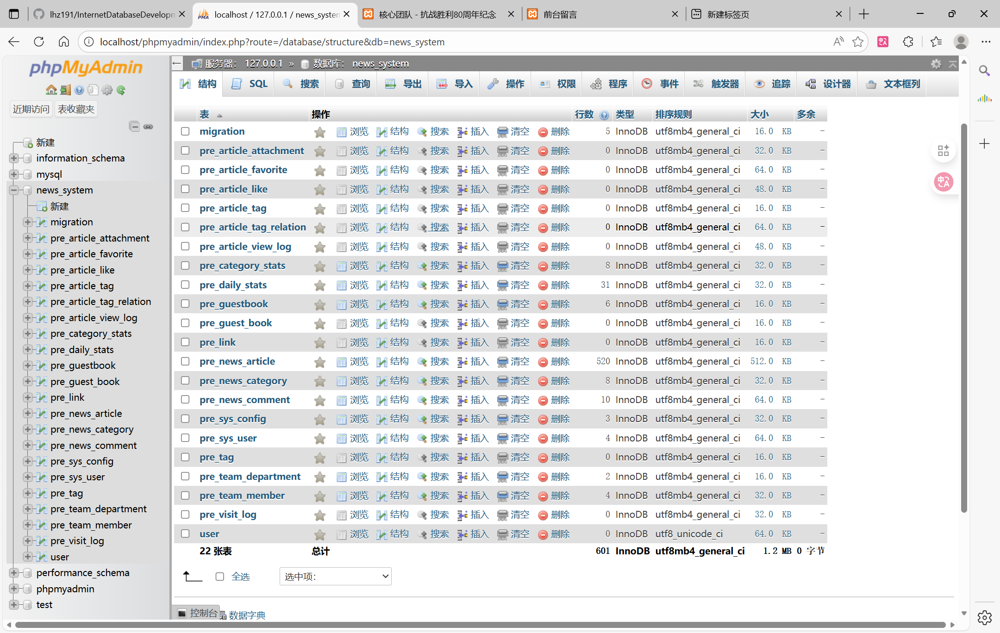 lhz191/InternetDatabaseDevelopm
localhost / 127.0.0.1 / news_system
核心团队 - 抗战胜利80周年纪念
前台留言
新建标签页
localhost/phpmyadmin/index.php?route=/database/structure&db=news_system
phpMyAdmin
近期访问 表收藏夹
新建
information_schema
mysql
news_system
新建
migration
pre_article_attachment
pre_article_favorite
pre_article_like
pre_article_tag
pre_article_tag_relation
pre_article_view_log
pre_category_stats
pre_daily_stats
pre_guestbook
pre_guest_book
pre_link
pre_news_article
pre_news_category
pre_news_comment
pre_sys_config
pre_sys_user
pre_tag
pre_team_department
pre_team_member
pre_visit_log
user
performance_schema
phpmyadmin
test
服务器: 127.0.0.1 » 数据库: news_system
结构 SQL 搜索 查询 导出 导入 操作 权限 程序 事件 触发器 追踪 设计器 文本框列
表 操作 行数 类型 排序规则 大小 多余
migration 浏览 结构 搜索 插入 清空 删除 5 InnoDB utf8mb4_general_ci 16.0 KB -
pre_article_attachment 浏览 结构 搜索 插入 清空 删除 0 InnoDB utf8mb4_general_ci 32.0 KB -
pre_article_favorite 浏览 结构 搜索 插入 清空 删除 0 InnoDB utf8mb4_general_ci 64.0 KB -
pre_article_like 浏览 结构 搜索 插入 清空 删除 0 InnoDB utf8mb4_general_ci 48.0 KB -
pre_article_tag 浏览 结构 搜索 插入 清空 删除 0 InnoDB utf8mb4_general_ci 16.0 KB -
pre_article_tag_relation 浏览 结构 搜索 插入 清空 删除 0 InnoDB utf8mb4_general_ci 64.0 KB -
pre_article_view_log 浏览 结构 搜索 插入 清空 删除 0 InnoDB utf8mb4_general_ci 48.0 KB -
pre_category_stats 浏览 结构 搜索 插入 清空 删除 8 InnoDB utf8mb4_general_ci 32.0 KB -
pre_daily_stats 浏览 结构 搜索 插入 清空 删除 31 InnoDB utf8mb4_general_ci 32.0 KB -
pre_guestbook 浏览 结构 搜索 插入 清空 删除 6 InnoDB utf8mb4_general_ci 16.0 KB -
pre_guest_book 浏览 结构 搜索 插入 清空 删除 0 InnoDB utf8mb4_general_ci 16.0 KB -
pre_link 浏览 结构 搜索 插入 清空 删除 0 InnoDB utf8mb4_general_ci 16.0 KB -
pre_news_article 浏览 结构 搜索 插入 清空 删除 520 InnoDB utf8mb4_general_ci 512.0 KB -
pre_news_category 浏览 结构 搜索 插入 清空 删除 8 InnoDB utf8mb4_general_ci 32.0 KB -
pre_news_comment 浏览 结构 搜索 插入 清空 删除 10 InnoDB utf8mb4_general_ci 64.0 KB -
pre_sys_config 浏览 结构 搜索 插入 清空 删除 3 InnoDB utf8mb4_general_ci 32.0 KB -
pre_sys_user 浏览 结构 搜索 插入 清空 删除 4 InnoDB utf8mb4_general_ci 64.0 KB -
pre_tag 浏览 结构 搜索 插入 清空 删除 0 InnoDB utf8mb4_general_ci 16.0 KB -
pre_team_department 浏览 结构 搜索 插入 清空 删除 2 InnoDB utf8mb4_general_ci 16.0 KB -
pre_team_member 浏览 结构 搜索 插入 清空 删除 4 InnoDB utf8mb4_general_ci 32.0 KB -
pre_visit_log 浏览 结构 搜索 插入 清空 删除 0 InnoDB utf8mb4_general_ci 32.0 KB -
user 浏览 结构 搜索 插入 清空 删除 0 InnoDB utf8_unicode_ci 64.0 KB -
22 张表 总计 601 InnoDB utf8mb4_general_ci 1.2 MB 0 字节
全选 选中项:
控制台 数据字典